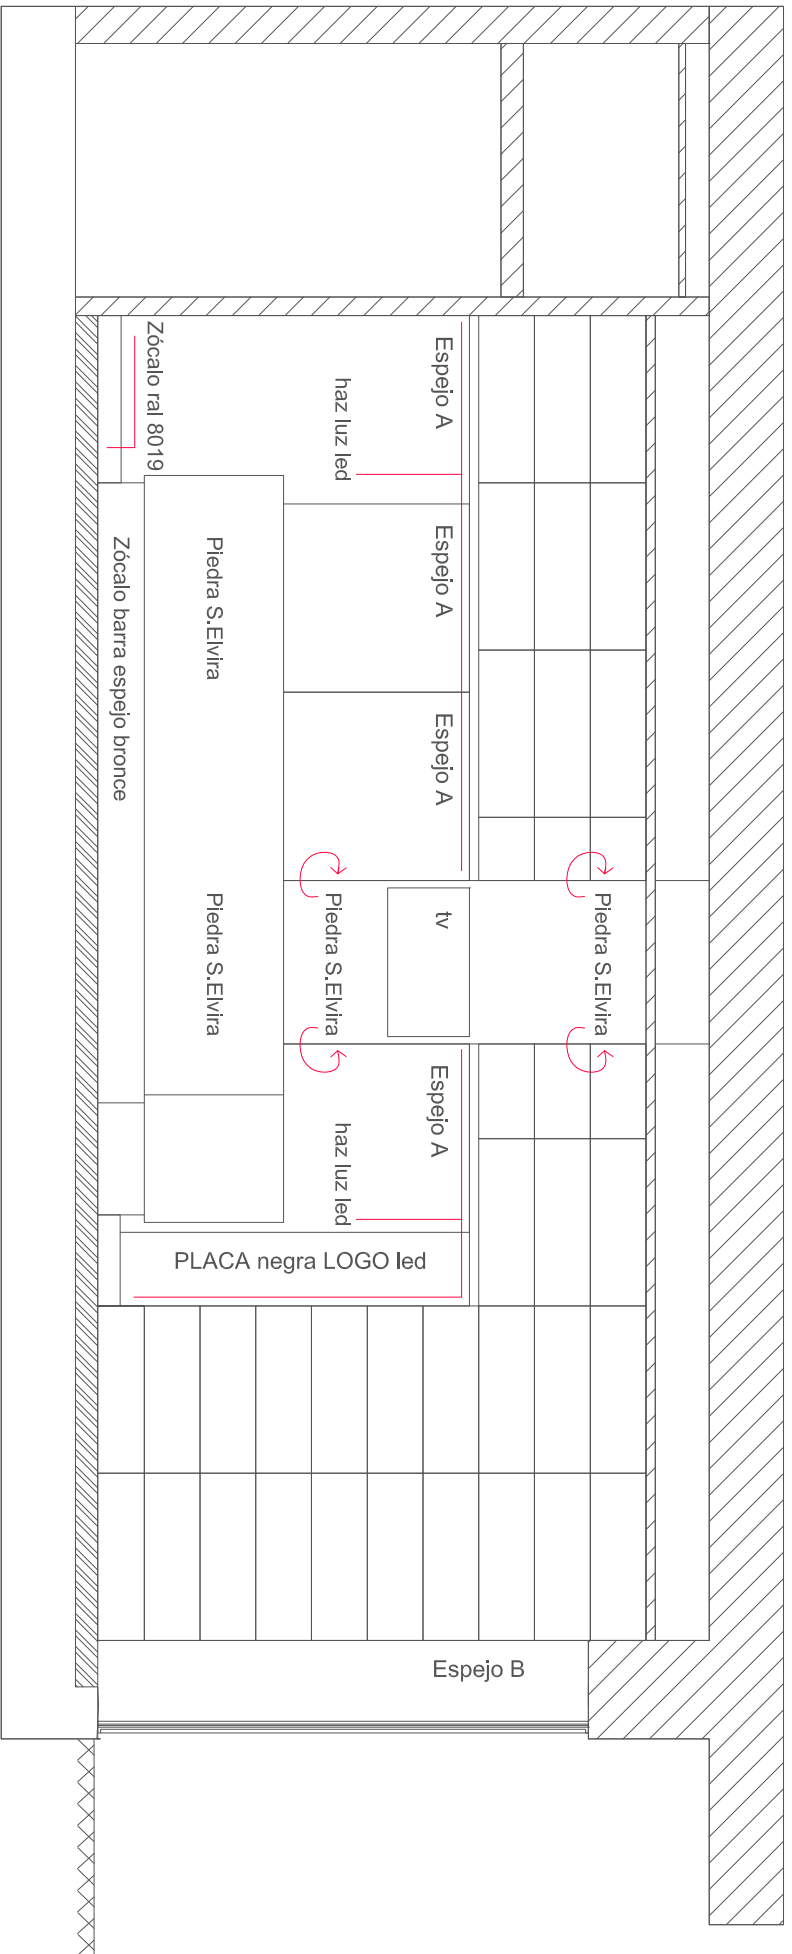 Espejo A
haz luz led
Zócalo ral 8019
Espejo A
Piedra S.Elvira
Zócalo barra espejo bronce
Espejo A
Piedra S.Elvira
tv
Piedra S.Elvira
Piedra S.Elvira
Espejo A
haz luz led
PLACA negra LOGO led
Espejo B